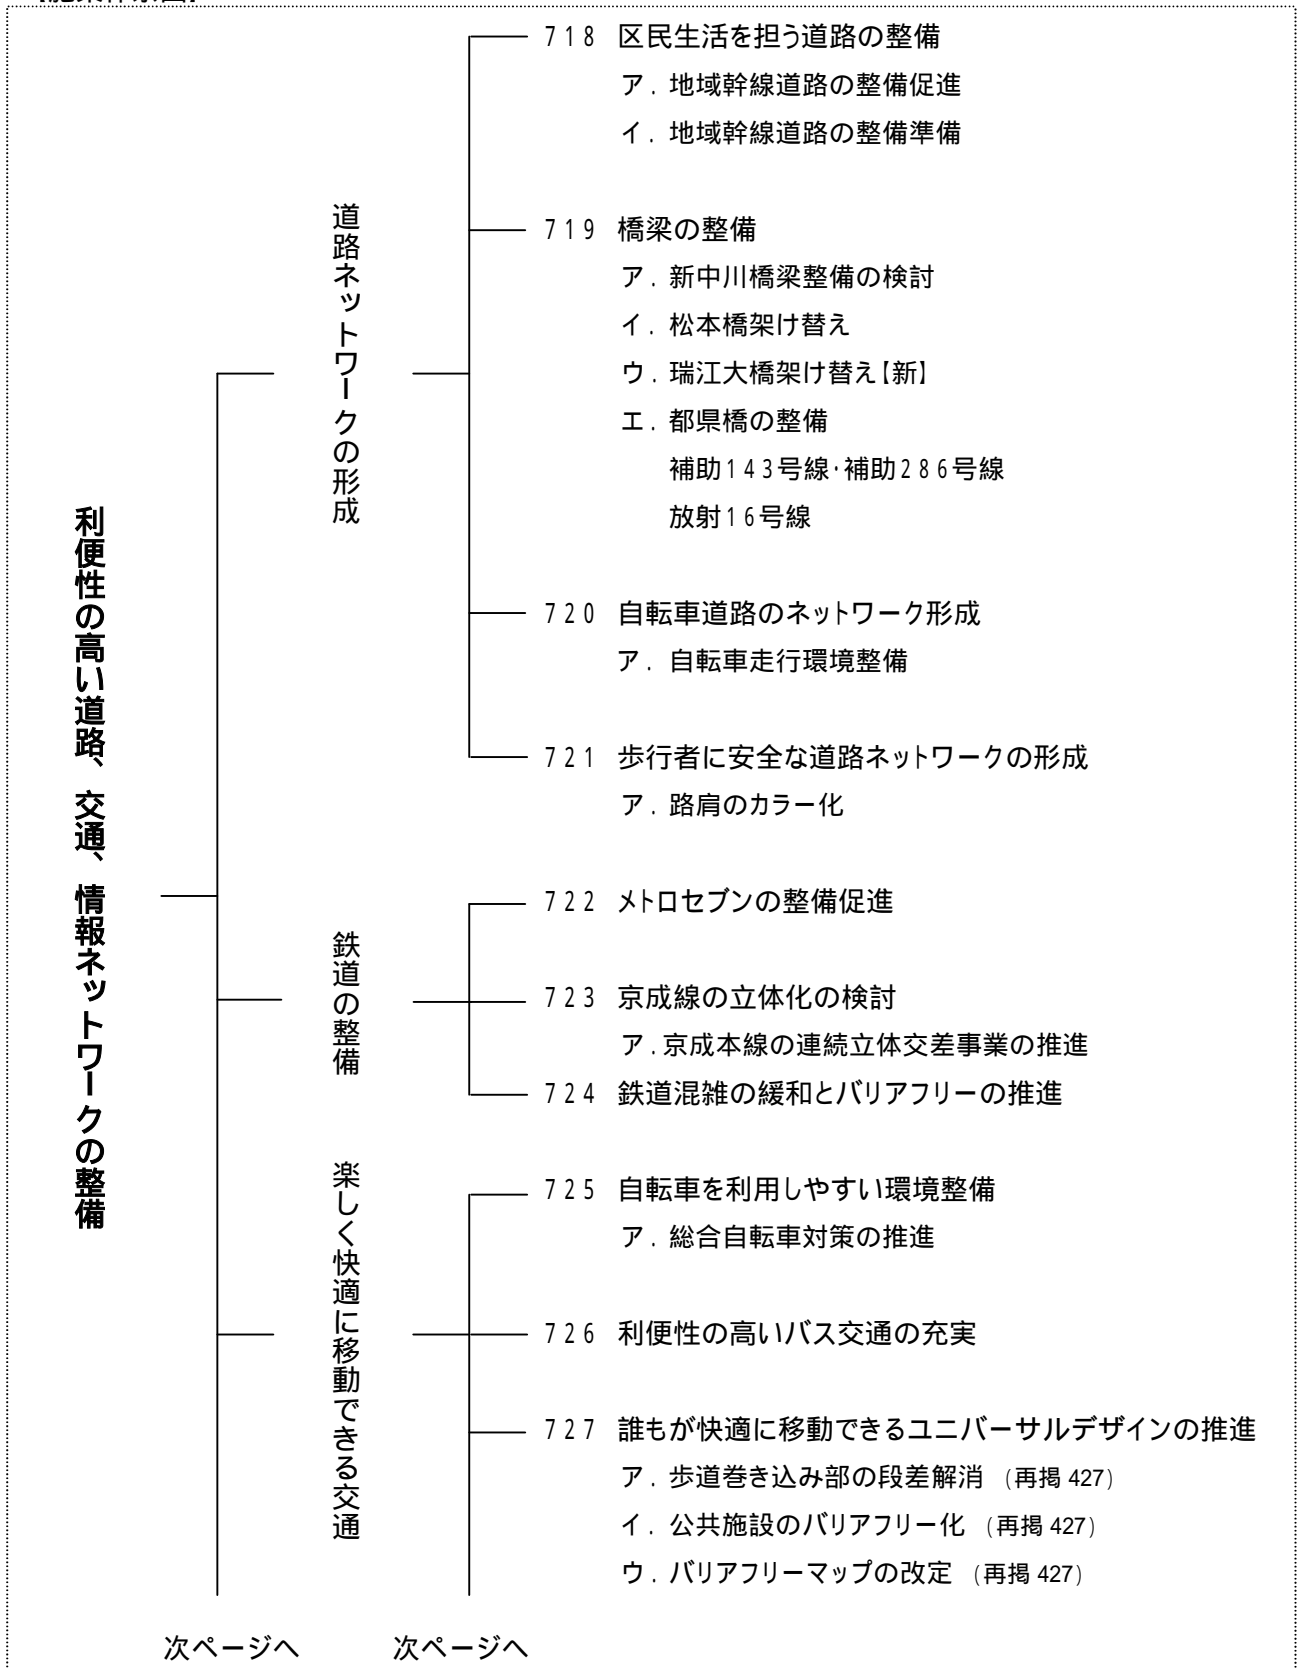 【施策体系図】
利便性の高い道路、交通、情報ネットワークの整備
道路ネットワークの形成
718 区民生活を担う道路の整備
ア．地域幹線道路の整備促進
イ．地域幹線道路の整備準備
719 橋梁の整備
ア．新中川橋梁整備の検討
イ．松本橋架け替え
ウ．瑞江大橋架け替え【新】
エ．都県橋の整備
補助143号線・補助286号線
放射16号線
720 自転車道路のネットワーク形成
ア．自転車走行環境整備
721 歩行者に安全な道路ネットワークの形成
ア．路肩のカラー化
鉄道の整備
722 メトロセブンの整備促進
723 京成線の立体化の検討
ア．京成本線の連続立体交差事業の推進
724 鉄道混雑の緩和とバリアフリーの推進
楽しく快適に移動できる交通
725 自転車を利用しやすい環境整備
ア．総合自転車対策の推進
726 利便性の高いバス交通の充実
727 誰もが快適に移動できるユニバーサルデザインの推進
ア．歩道巻き込み部の段差解消 (再掲 427)
イ．公共施設のバリアフリー化 (再掲 427)
ウ．バリアフリーマップの改定 (再掲 427)
次ページへ 次ページへ